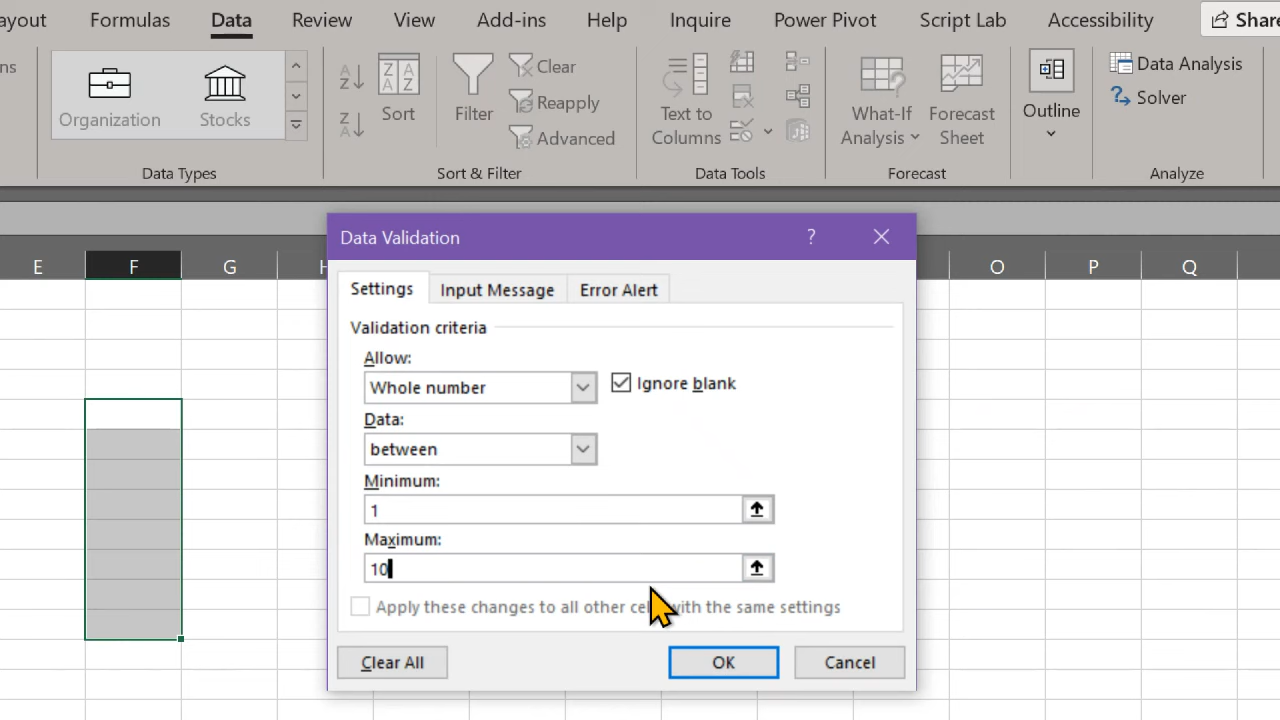 ayout Formulas Data Review View Add-ins Help Inquire Power Pivot Script Lab Accessibility Share
ns
Organization Stocks
Sort
Filter
Clear
Reapply
Advanced
Text to
Columns
What-If
Analysis
Forecast
Sheet
Outline
Data Analysis
Solver
Data Types Sort & Filter Data Tools Forecast Analyze
Data Validation ?
E F G H O P Q
Settings Input Message Error Alert
Validation criteria
Allow:
Whole number Ignore blank
Data:
between
Minimum:
1
Maximum:
10
Apply these changes to all other cells with the same settings
Clear All OK Cancel